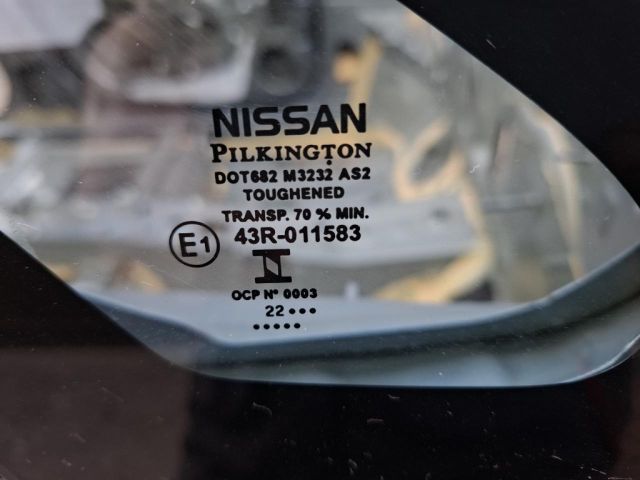 NISSAN
PILKINGTON
DOT682 M3232 AS2
TOUGHENED
TRANSP. 70 % MIN.
E1 43R-011583
OCP N° 0003
22 •••
•••••